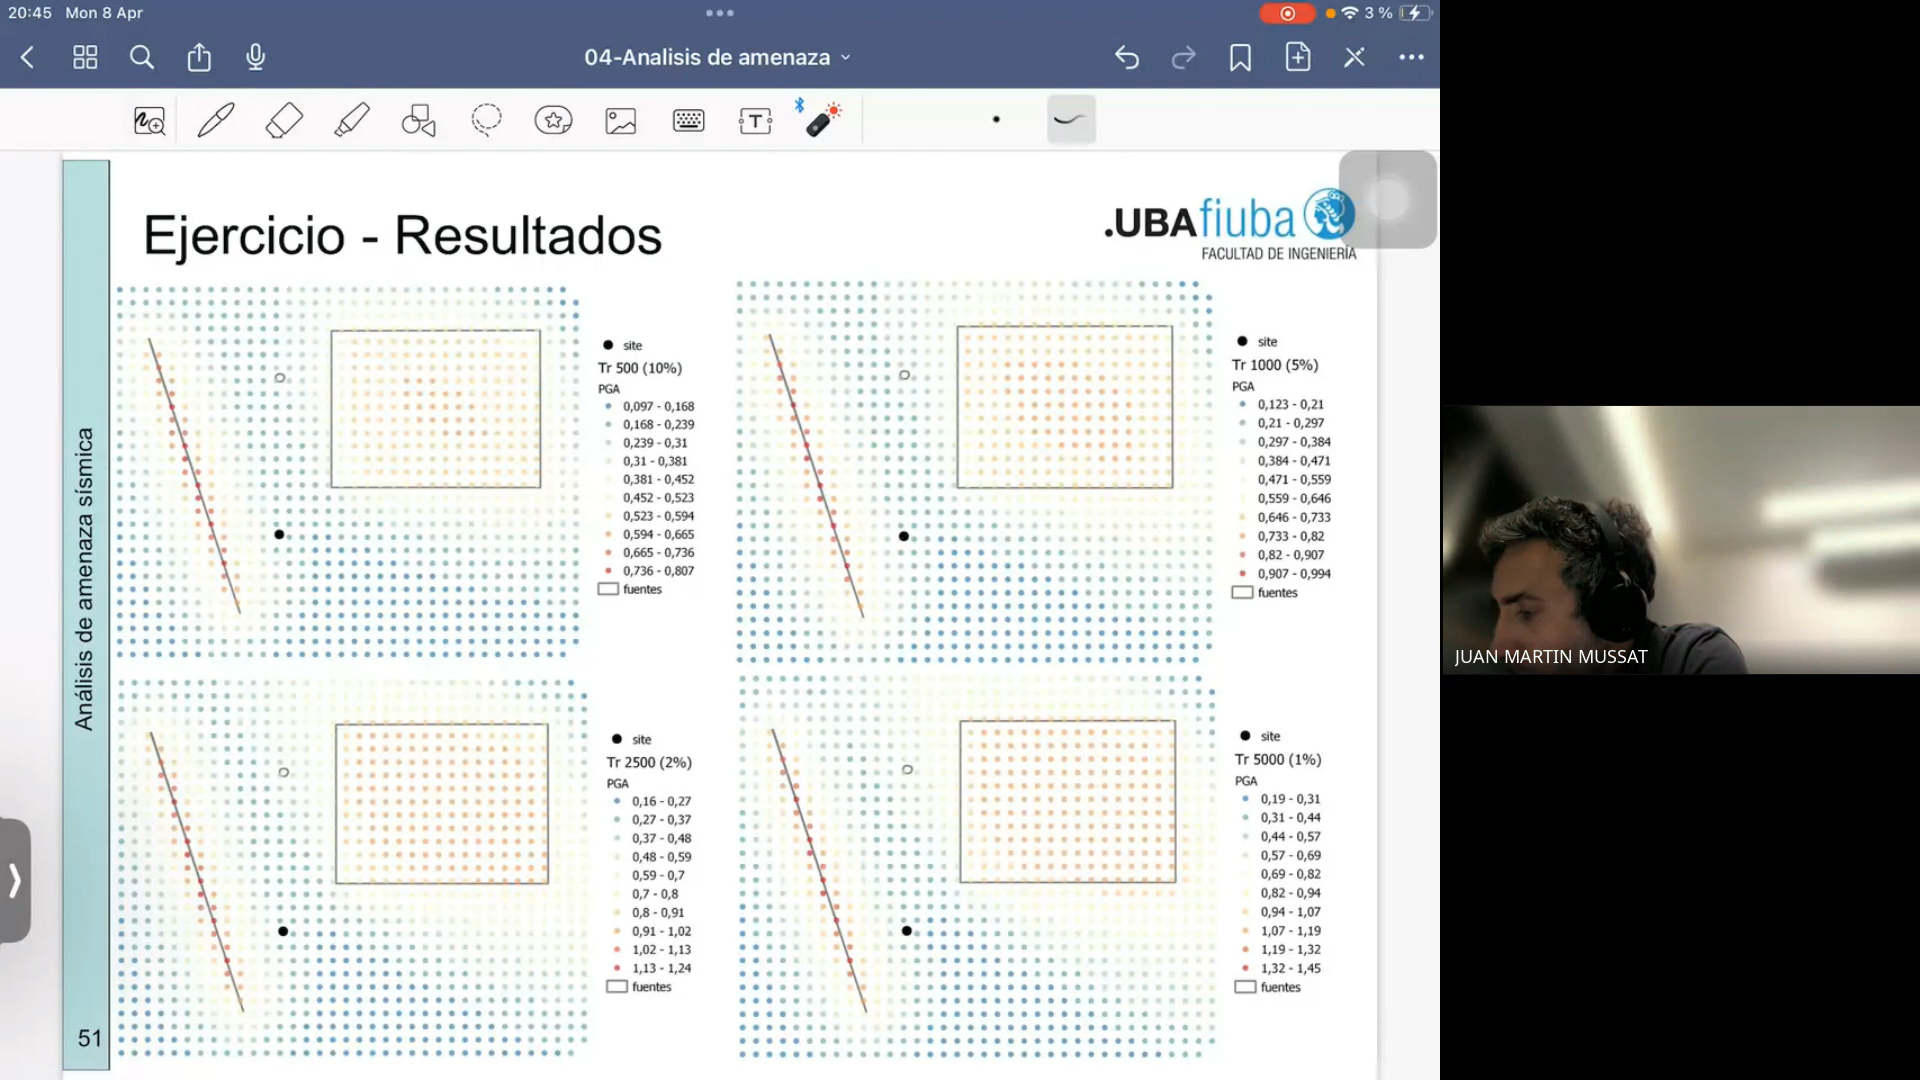 20:45 Mon 8 Apr
3 %
04-Analisis de amenaza
T
Análisis de amenaza sísmica
51
Ejercicio - Resultados
.UBAfiuba
FACULTAD DE INGENIERÍA
site
Tr 500 (10%)
PGA
0,097 - 0,168
0,168 - 0,239
0,239 - 0,31
0,31 - 0,381
0,381 - 0,452
0,452 - 0,523
0,523 - 0,594
0,594 - 0,665
0,665 - 0,736
0,736 - 0,807
fuentes
site
Tr 1000 (5%)
PGA
0,123 - 0,21
0,21 - 0,297
0,297 - 0,384
0,384 - 0,471
0,471 - 0,559
0,559 - 0,646
0,646 - 0,733
0,733 - 0,82
0,82 - 0,907
0,907 - 0,994
fuentes
site
Tr 2500 (2%)
PGA
0,16 - 0,27
0,27 - 0,37
0,37 - 0,48
0,48 - 0,59
0,59 - 0,7
0,7 - 0,8
0,8 - 0,91
0,91 - 1,02
1,02 - 1,13
1,13 - 1,24
fuentes
site
Tr 5000 (1%)
PGA
0,19 - 0,31
0,31 - 0,44
0,44 - 0,57
0,57 - 0,69
0,69 - 0,82
0,82 - 0,94
0,94 - 1,07
1,07 - 1,19
1,19 - 1,32
1,32 - 1,45
fuentes
JUAN MARTIN MUSSAT